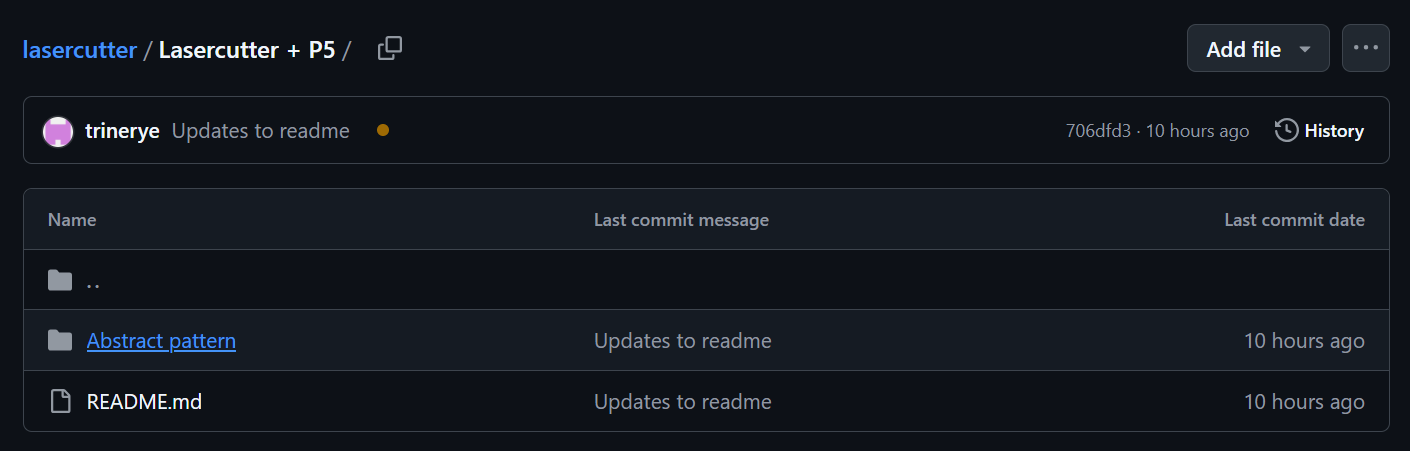 lasercutter / Lasercutter + P5 / Add file
trinerye Updates to readme 706dfd3 · 10 hours ago History
Name Last commit message Last commit date
..
Abstract pattern Updates to readme 10 hours ago
README.md Updates to readme 10 hours ago